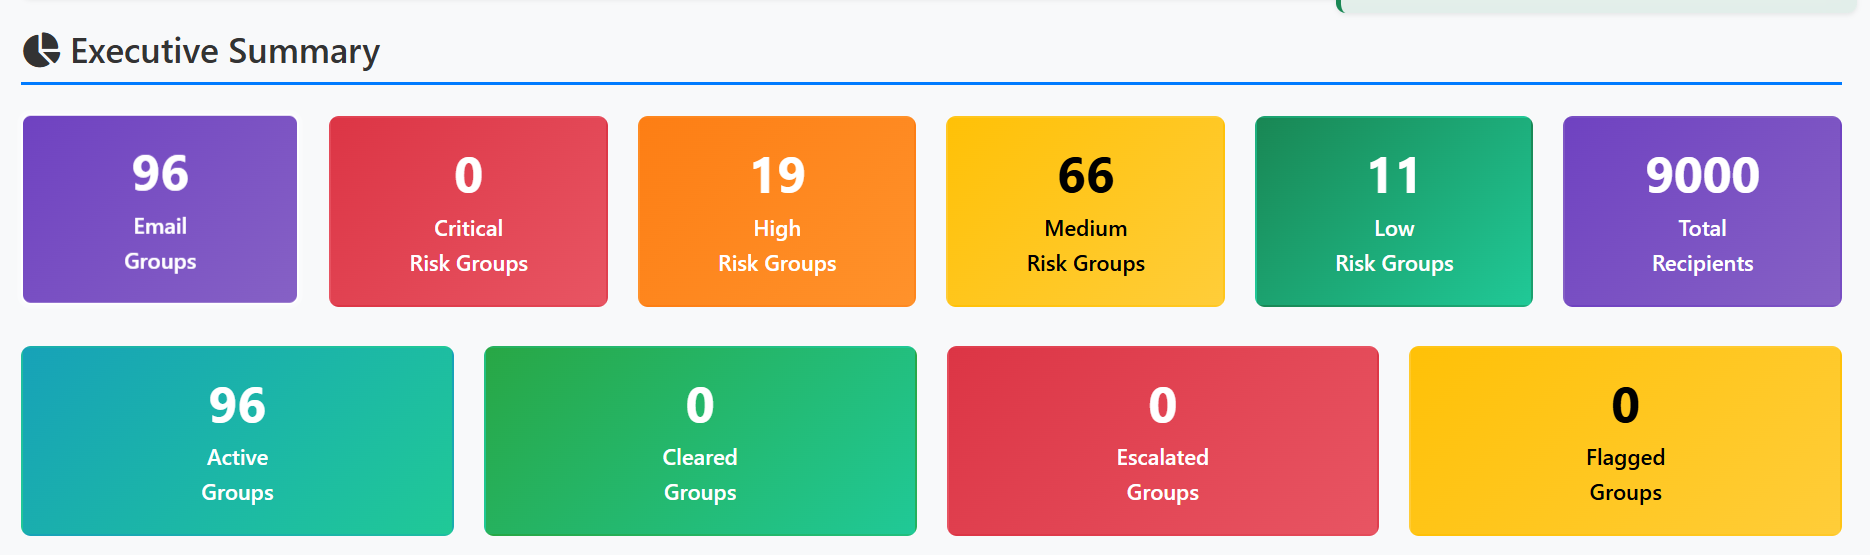 Executive Summary
96
Email
Groups
0
Critical
Risk Groups
19
High
Risk Groups
66
Medium
Risk Groups
11
Low
Risk Groups
9000
Total
Recipients
96
Active
Groups
0
Cleared
Groups
0
Escalated
Groups
0
Flagged
Groups